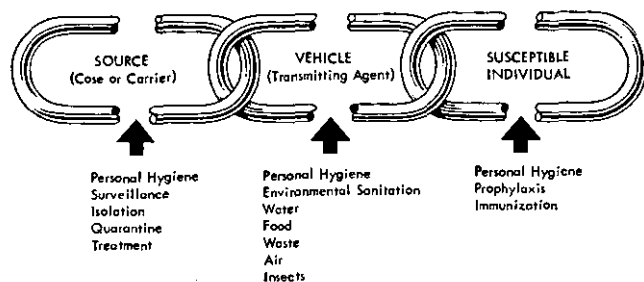 SOURCE
(Case or Carrier)
VEHICLE
(Transmitting Agent)
SUSCEPTIBLE
INDIVIDUAL
Personal Hygiene
Surveillance
Isolation
Quarantine
Treatment
Personal Hygiene
Environmental Sanitation
Water
Food
Waste
Air
Insects
Personal Hygiene
Prophylaxis
Immunization